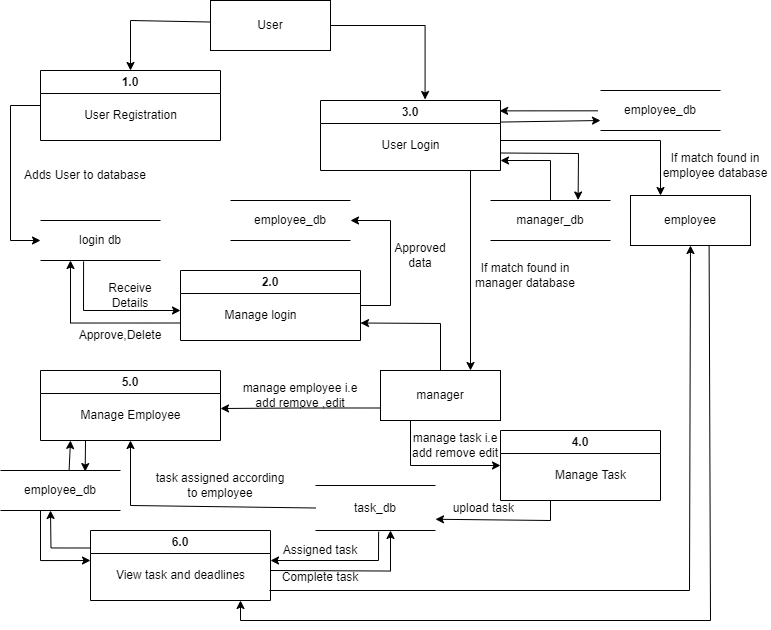 User
1.0
User Registration
3.0
User Login
employee_db
If match found in
employee database
Adds User to database
login db
employee_db
manager_db
employee
Approved
data
If match found in
manager database
2.0
Manage login
Receive
Details
Approve,Delete
5.0
Manage Employee
manage employee i.e
add remove ,edit
manager
manage task i.e
add remove edit
4.0
Manage Task
employee_db
task assigned according
to employee
task_db
upload task
6.0
View task and deadlines
Assigned task
Complete task